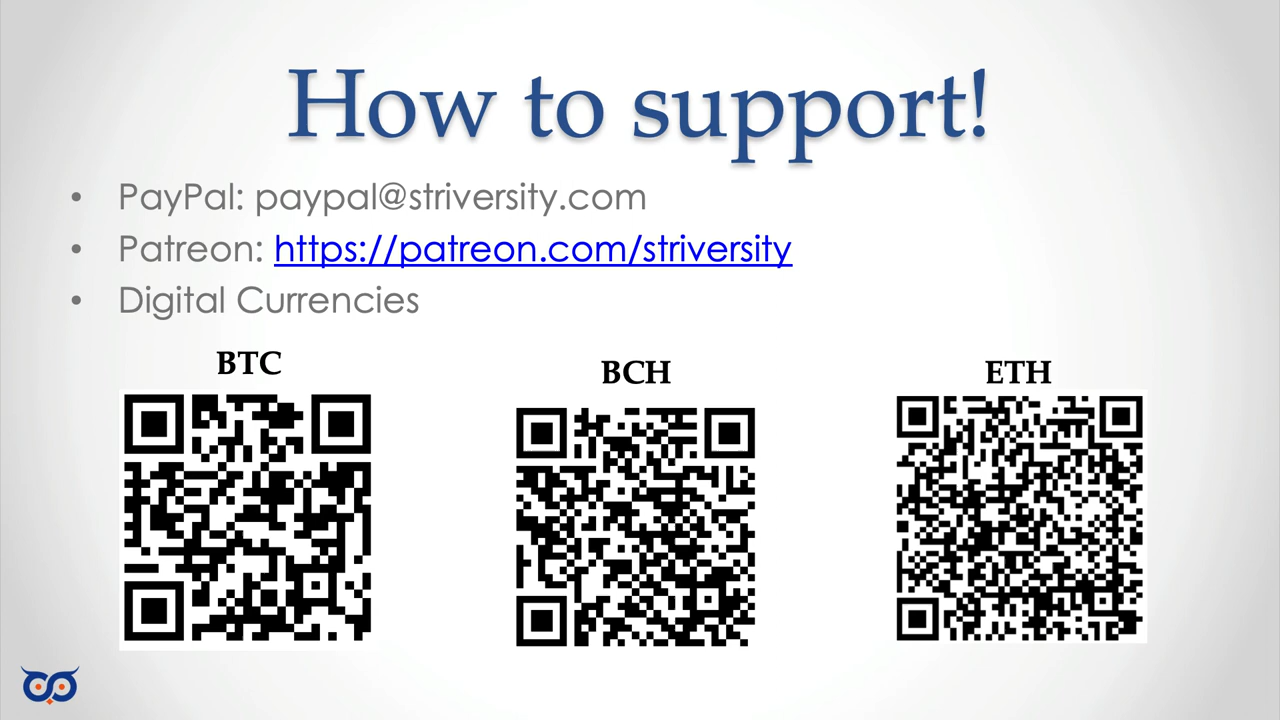 How to support!
• PayPal: paypal@striversity.com
• Patreon: https://patreon.com/striversity
• Digital Currencies
BTC
BCH
ETH